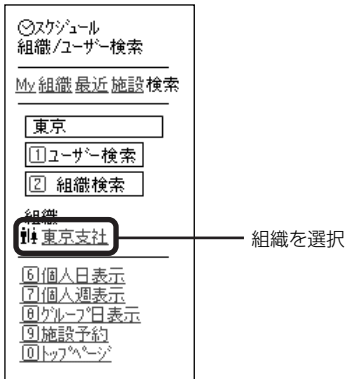 スケジュール
組織/ユーザー検索
My 組織 最近 施設 検索
東京
1 ユーザー検索
2 組織検索
組織
東京支社
組織を選択
6 個人日表示
7 個人週表示
8 グループ日表示
9 施設予約
0 トップページ